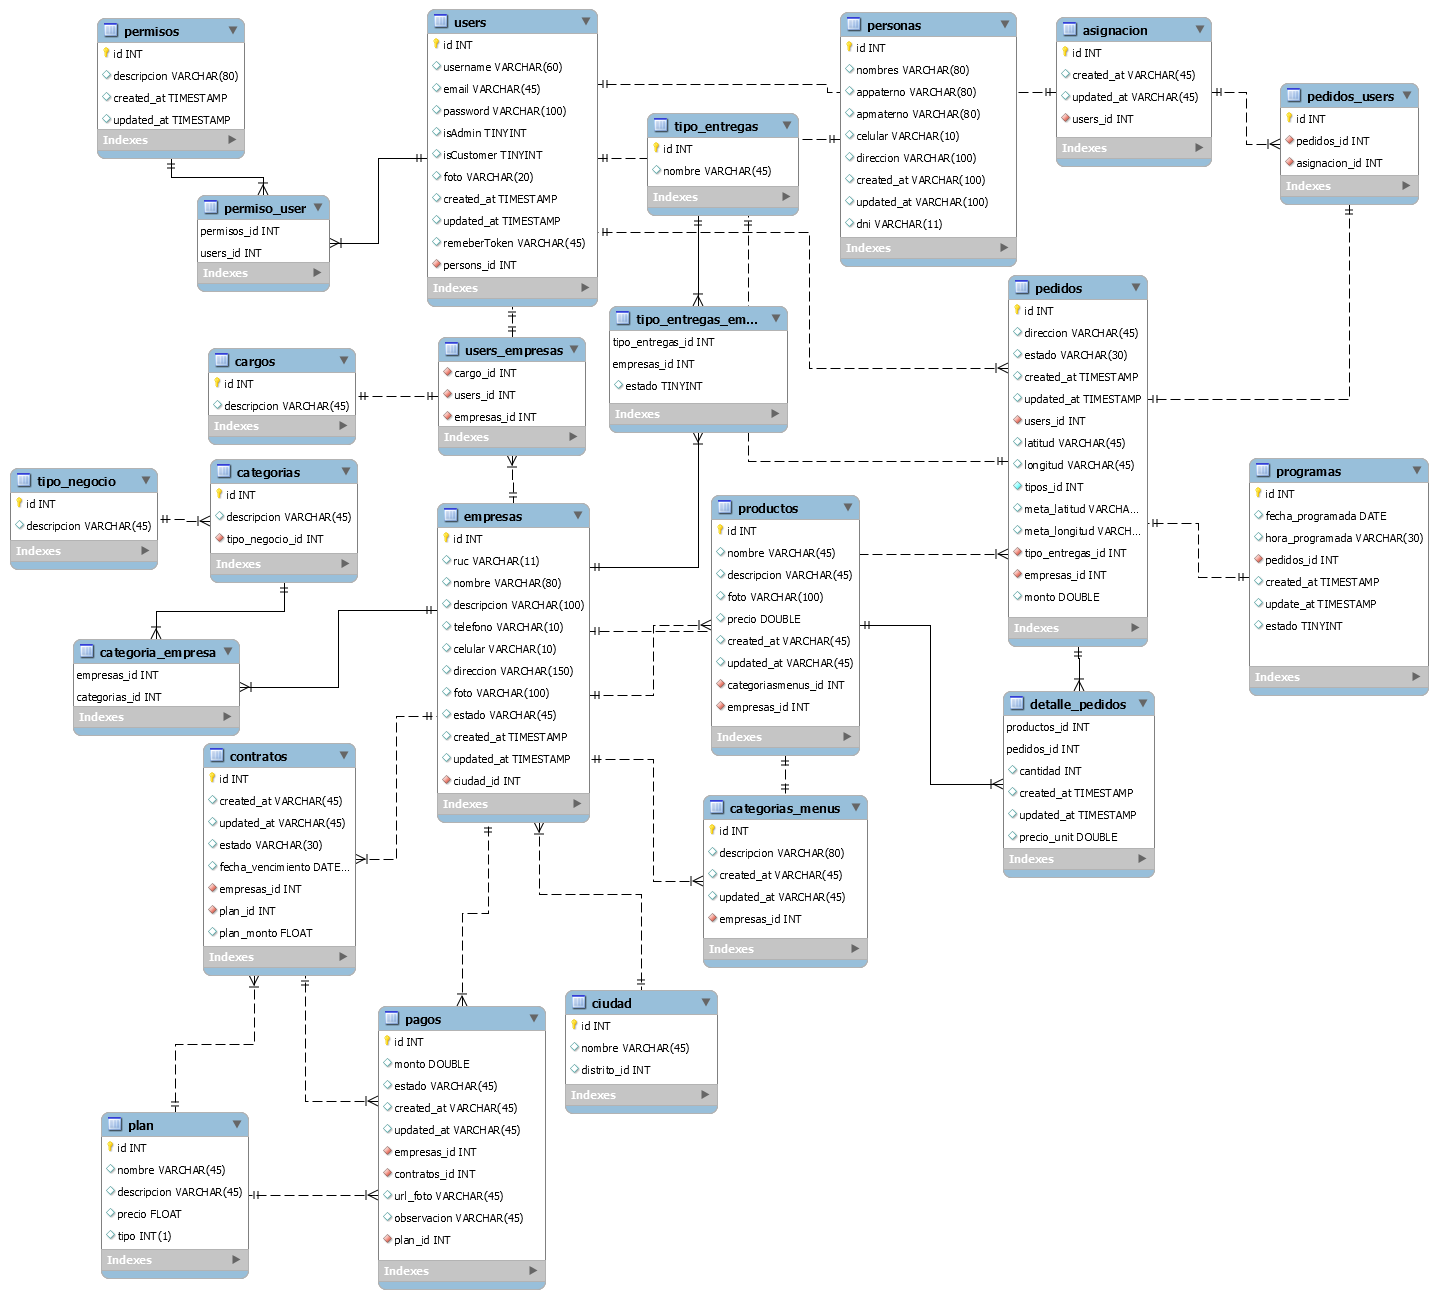 permisos
id INT
descripcion VARCHAR(80)
created_at TIMESTAMP
updated_at TIMESTAMP
Indexes
users
id INT
username VARCHAR(60)
email VARCHAR(45)
password VARCHAR(100)
isAdmin TINYINT
isCustomer TINYINT
foto VARCHAR(20)
created_at TIMESTAMP
updated_at TIMESTAMP
remeberToken VARCHAR(45)
persons_id INT
Indexes
personas
id INT
nombres VARCHAR(80)
appaterno VARCHAR(80)
apmaterno VARCHAR(80)
celular VARCHAR(10)
direccion VARCHAR(100)
created_at VARCHAR(100)
updated_at VARCHAR(100)
dni VARCHAR(11)
Indexes
asignacion
id INT
created_at VARCHAR(45)
updated_at VARCHAR(45)
users_id INT
Indexes
pedidos_users
id INT
pedidos_id INT
asignacion_id INT
Indexes
tipo_entregas
id INT
nombre VARCHAR(45)
Indexes
permiso_user
permisos_id INT
users_id INT
Indexes
pedidos
id INT
direccion VARCHAR(45)
estado VARCHAR(30)
created_at TIMESTAMP
updated_at TIMESTAMP
users_id INT
latitud VARCHAR(45)
longitud VARCHAR(45)
tipos_id INT
meta_latitud VARCHA...
meta_longitud VARCH...
tipo_entregas_id INT
empresas_id INT
monto DOUBLE
Indexes
tipo_entregas_em...
tipo_entregas_id INT
empresas_id INT
estado TINYINT
Indexes
users_empresas
cargo_id INT
users_id INT
empresas_id INT
Indexes
cargos
id INT
descripcion VARCHAR(45)
Indexes
categorias
id INT
descripcion VARCHAR(45)
tipo_negocio_id INT
Indexes
tipo_negocio
id INT
descripcion VARCHAR(45)
Indexes
programas
id INT
fecha_programada DATE
hora_programada VARCHAR(30)
pedidos_id INT
created_at TIMESTAMP
update_at TIMESTAMP
estado TINYINT
Indexes
productos
id INT
nombre VARCHAR(45)
descripcion VARCHAR(45)
foto VARCHAR(100)
precio DOUBLE
created_at VARCHAR(45)
updated_at VARCHAR(45)
categoriasmenus_id INT
empresas_id INT
Indexes
empresas
id INT
ruc VARCHAR(11)
nombre VARCHAR(80)
descripcion VARCHAR(100)
telefono VARCHAR(10)
celular VARCHAR(10)
direccion VARCHAR(150)
foto VARCHAR(100)
estado VARCHAR(45)
created_at TIMESTAMP
updated_at TIMESTAMP
ciudad_id INT
Indexes
categoria_empresa
empresas_id INT
categorias_id INT
Indexes
detalle_pedidos
productos_id INT
pedidos_id INT
cantidad INT
created_at TIMESTAMP
updated_at TIMESTAMP
precio_unit DOUBLE
Indexes
contratos
id INT
created_at VARCHAR(45)
updated_at VARCHAR(45)
estado VARCHAR(30)
fecha_vencimiento DATE...
empresas_id INT
plan_id INT
plan_monto FLOAT
Indexes
categorias_menus
id INT
descripcion VARCHAR(80)
created_at VARCHAR(45)
updated_at VARCHAR(45)
empresas_id INT
Indexes
ciudad
id INT
nombre VARCHAR(45)
distrito_id INT
Indexes
pagos
id INT
monto DOUBLE
estado VARCHAR(45)
created_at VARCHAR(45)
updated_at VARCHAR(45)
empresas_id INT
contratos_id INT
url_foto VARCHAR(45)
observacion VARCHAR(45)
plan_id INT
Indexes
plan
id INT
nombre VARCHAR(45)
descripcion VARCHAR(45)
precio FLOAT
tipo INT(1)
Indexes